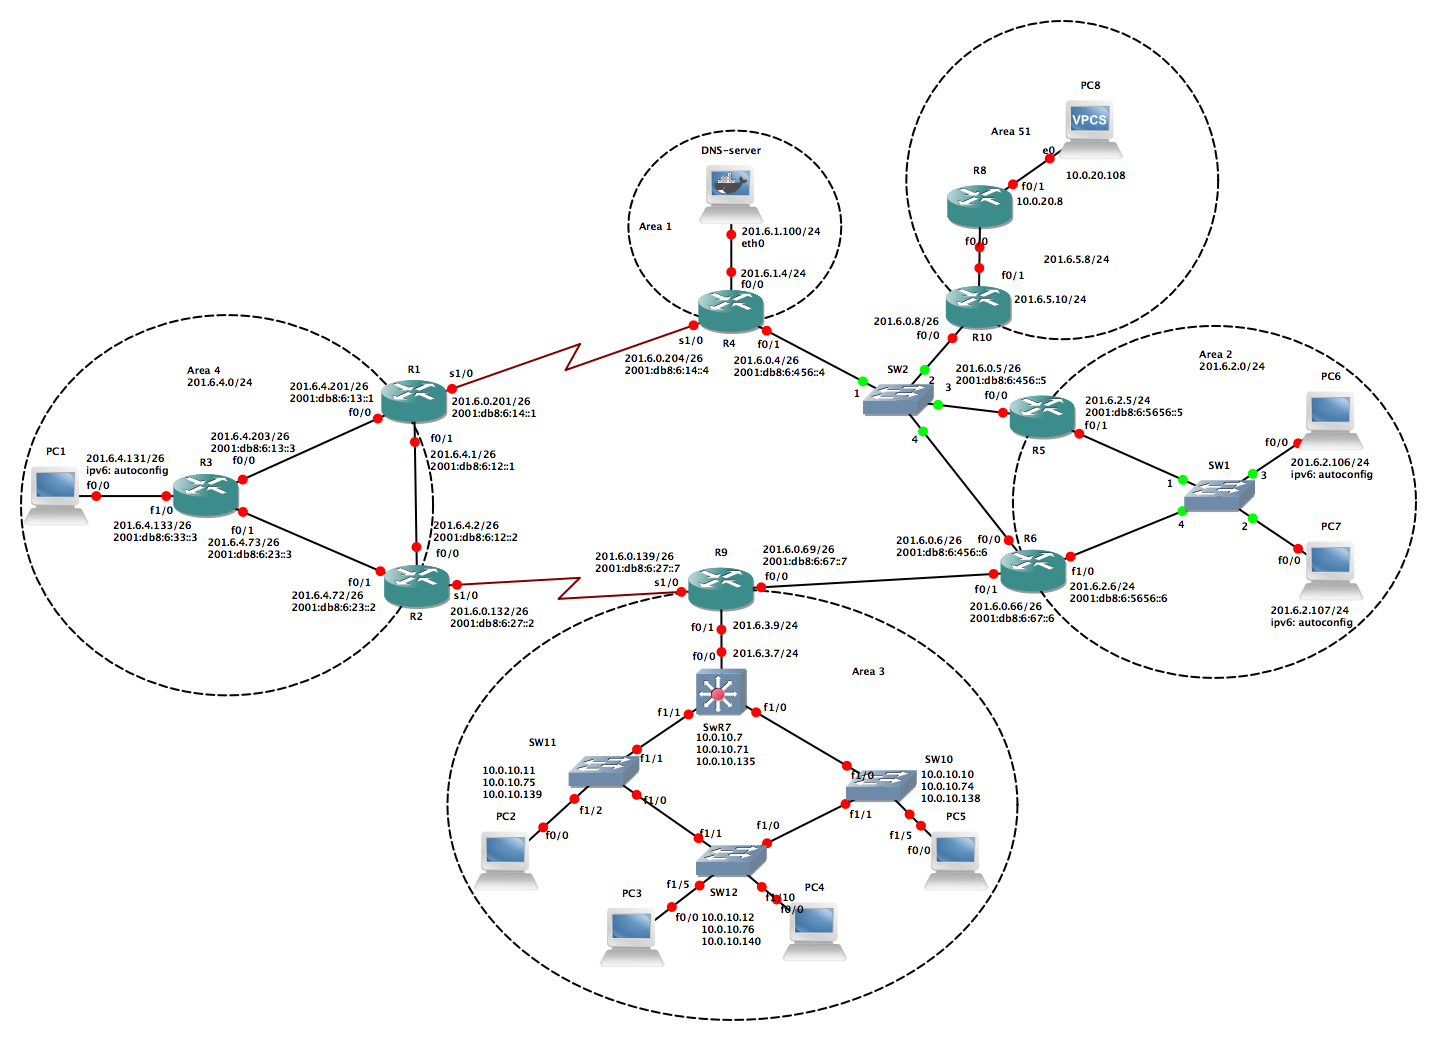 PC8
VPCS
Area 51
e0
10.0.20.108
R8
f0/1
10.0.20.8
f0/0
201.6.5.8/24
f0/1
201.6.5.10/24
R10
201.6.0.8/26
f0/0
DNS-server
Area 1
201.6.1.100/24
eth0
201.6.1.4/24
f0/0
R4
s1/0
f0/1
201.6.0.204/26
2001:db8:6:14::4
201.6.0.4/26
2001:db8:6:456::4
SW2
1
2
3
4
201.6.0.5/26
2001:db8:6:456::5
f0/0
R5
Area 2
201.6.2.0/24
201.6.2.5/24
2001:db8:6:5656::5
f0/1
PC6
f0/0
201.6.2.106/24
ipv6: autoconfig
SW1
1
3
4
2
PC7
f0/0
201.6.2.107/24
ipv6: autoconfig
R6
f0/0
201.6.0.6/26
2001:db8:6:456::6
f1/0
201.6.2.6/24
2001:db8:6:5656::6
f0/1
201.6.0.66/26
2001:db8:6:67::6
Area 4
201.6.4.0/24
R1
s1/0
201.6.4.201/26
2001:db8:6:13::1
f0/0
201.6.0.201/26
2001:db8:6:14::1
f0/1
201.6.4.1/26
2001:db8:6:12::1
201.6.4.203/26
2001:db8:6:13::3
f0/0
R3
PC1
201.6.4.131/26
ipv6: autoconfig
f0/0
f1/0
201.6.4.133/26
2001:db8:6:33::3
f0/1
201.6.4.73/26
2001:db8:6:23::3
201.6.4.2/26
2001:db8:6:12::2
f0/0
f0/1
201.6.4.72/26
2001:db8:6:23::2
R2
s1/0
201.6.0.132/26
2001:db8:6:27::2
201.6.0.139/26
2001:db8:6:27::7
s1/0
R9
201.6.0.69/26
2001:db8:6:67::7
f0/0
f0/1
201.6.3.9/24
f0/0
201.6.3.7/24
Area 3
f1/1
f1/0
SwR7
10.0.10.7
10.0.10.71
10.0.10.135
SW11
f1/1
10.0.10.11
10.0.10.75
10.0.10.139
f1/2
f1/0
PC2
f0/0
SW10
f1/0
10.0.10.10
10.0.10.74
10.0.10.138
f1/1
f1/5
PC5
f0/0
f1/1
f1/0
f1/5
SW12
f1/10
PC3
f0/0
10.0.10.12
10.0.10.76
10.0.10.140
PC4
f0/0